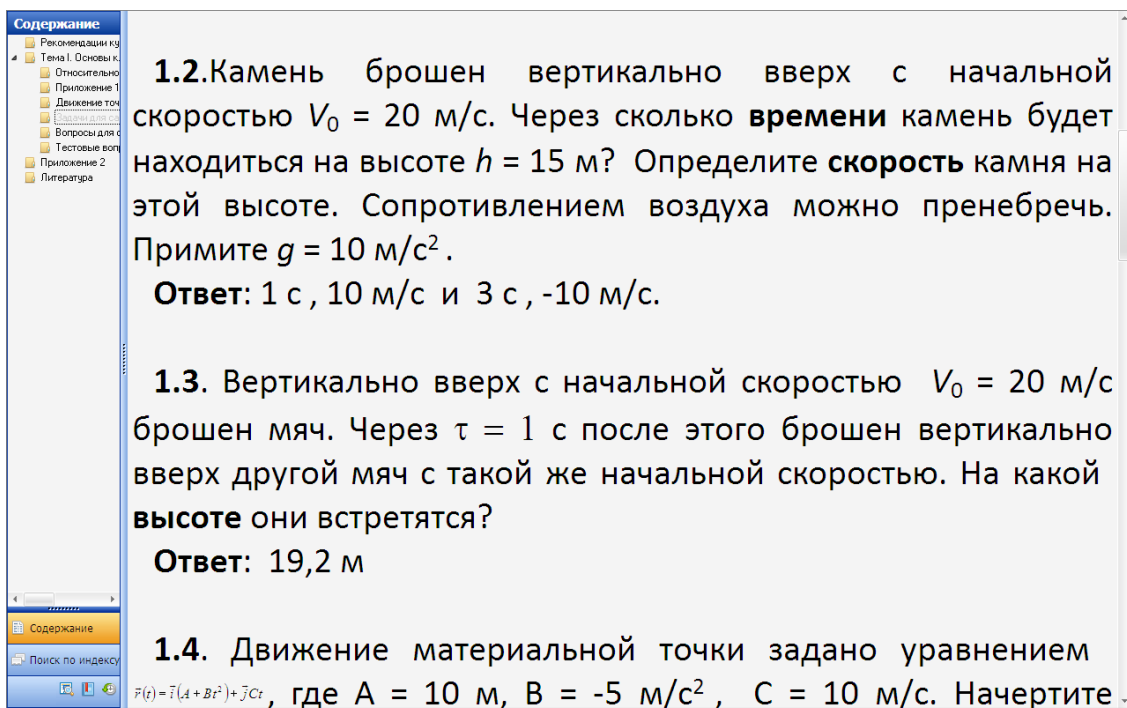 Содержание
Рекомендации ку
Тема I. Основы к
Относительно
Приложение 1
Движение точ
Задачи для са
Вопросы для с
Тестовые воп
Приложение 2
Литература
Содержание
Поиск по индексу
1.2.Камень брошен вертикально вверх с начальной
скоростью V₀ = 20 м/с. Через сколько времени камень будет
находиться на высоте h = 15 м? Определите скорость камня на
этой высоте. Сопротивлением воздуха можно пренебречь.
Примите g = 10 м/с² .
Ответ: 1 с , 10 м/с и 3 с , -10 м/с.
1.3. Вертикально вверх с начальной скоростью V₀ = 20 м/с
брошен мяч. Через τ = 1 с после этого брошен вертикально
вверх другой мяч с такой же начальной скоростью. На какой
высоте они встретятся?
Ответ: 19,2 м
1.4. Движение материальной точки задано уравнением
r̄(t) = ī(A + Bt²) + j̄Ct , где A = 10 м, B = -5 м/с² , C = 10 м/с. Начертите